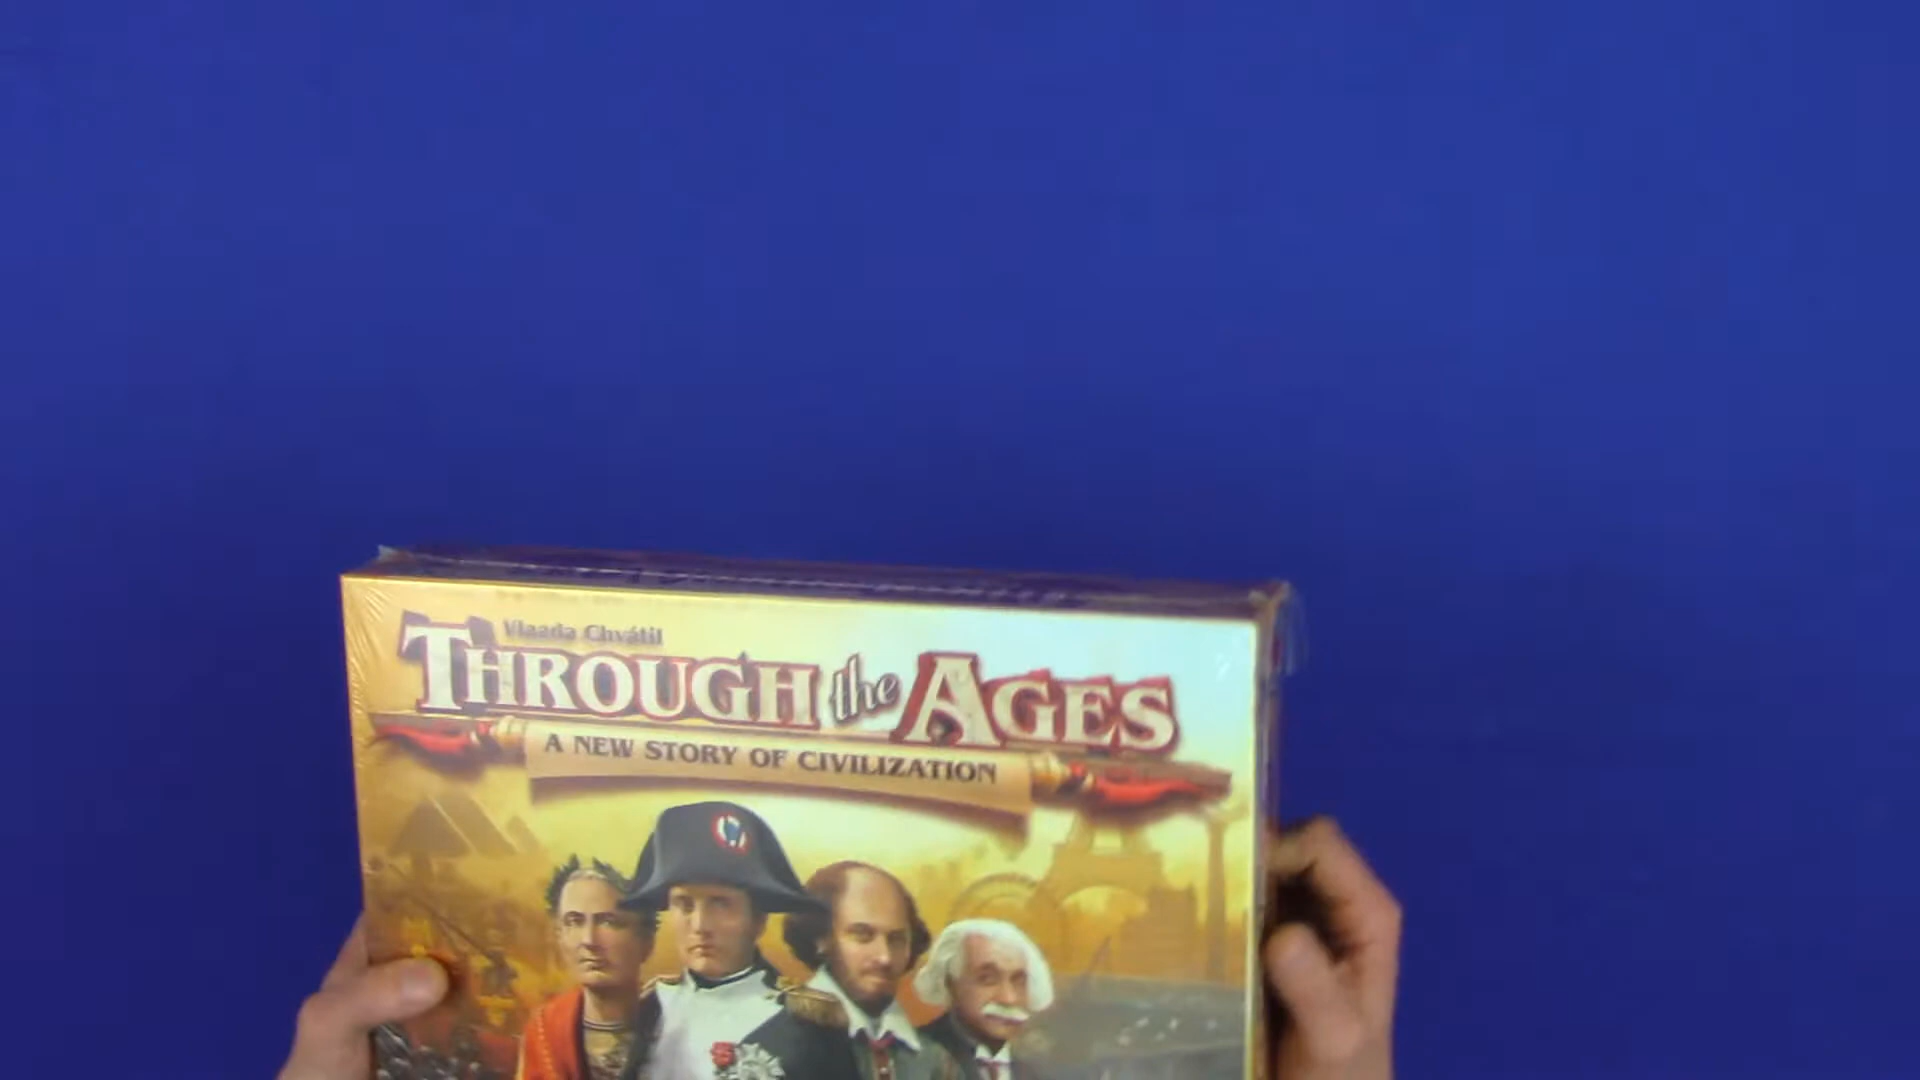 Vlaada Chvátil
THROUGH the AGES
A NEW STORY OF CIVILIZATION